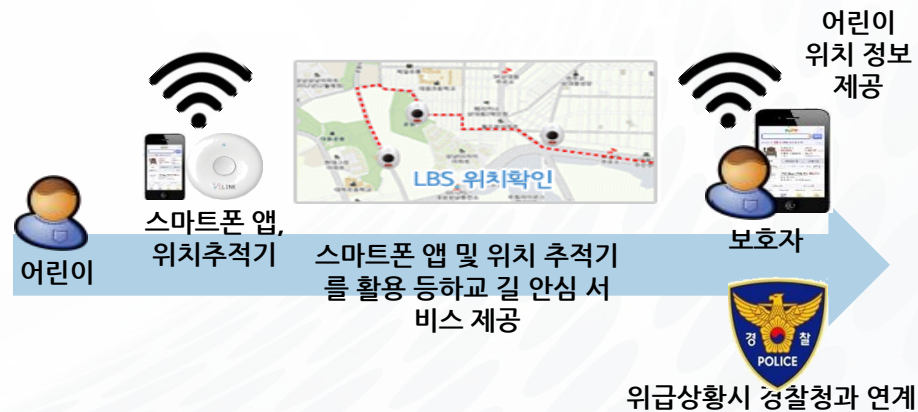 어린이
위치 정보
제공
LBS 위치확인
VLINK
스마트폰 앱,
위치추적기
어린이
스마트폰 앱 및 위치 추적기
를 활용 등하교 길 안심 서
비스 제공
보호자
경 찰
POLICE
위급상황시 경찰청과 연계